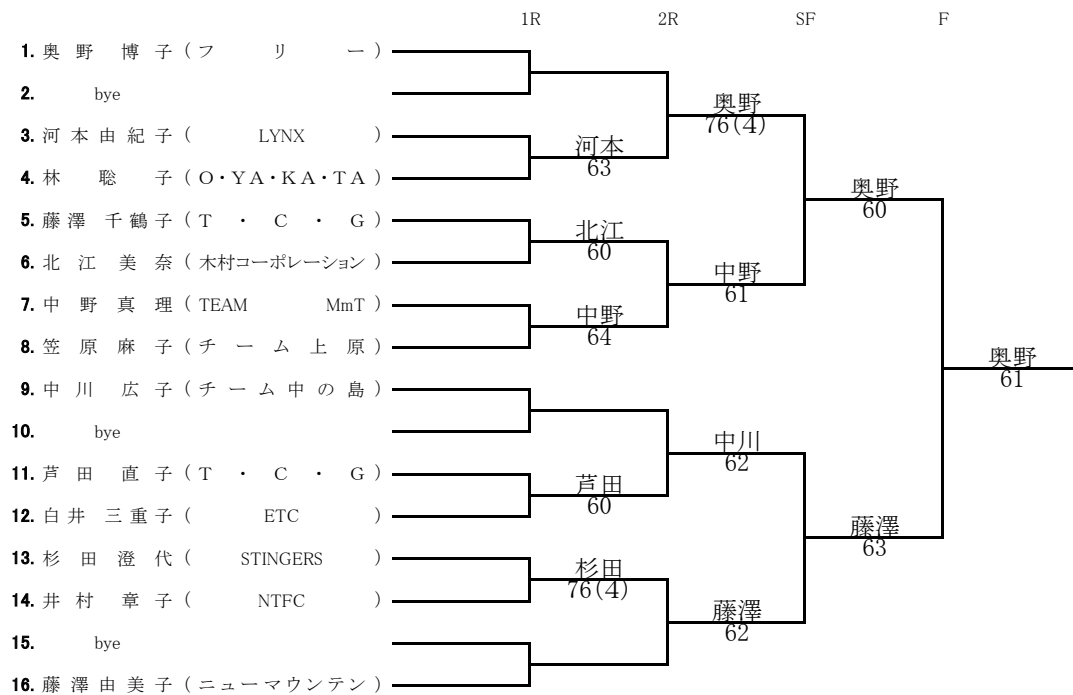 1R 2R SF F
1. 奥野 博子 (フリー)
2. bye
奥野
76(4)
3. 河本由紀子 (LYNX)
河本
63
4. 林 聡子 (O・YA・KA・TA)
奥野
60
5. 藤澤 千鶴子 (T・C・G)
北江
60
6. 北江 美奈 (木村コーポレーション)
中野
61
7. 中野 真理 (TEAM MmT)
中野
64
8. 笠原麻子 (チーム上原)
奥野
61
9. 中川 広子 (チーム中の島)
10. bye
中川
62
11. 芦田 直子 (T・C・G)
芦田
60
12. 白井 三重子 (ETC)
藤澤
63
13. 杉田 澄代 (STINGERS)
杉田
76(4)
14. 井村 章子 (NTFC)
藤澤
62
15. bye
16. 藤澤由美子 (ニューマウンテン)